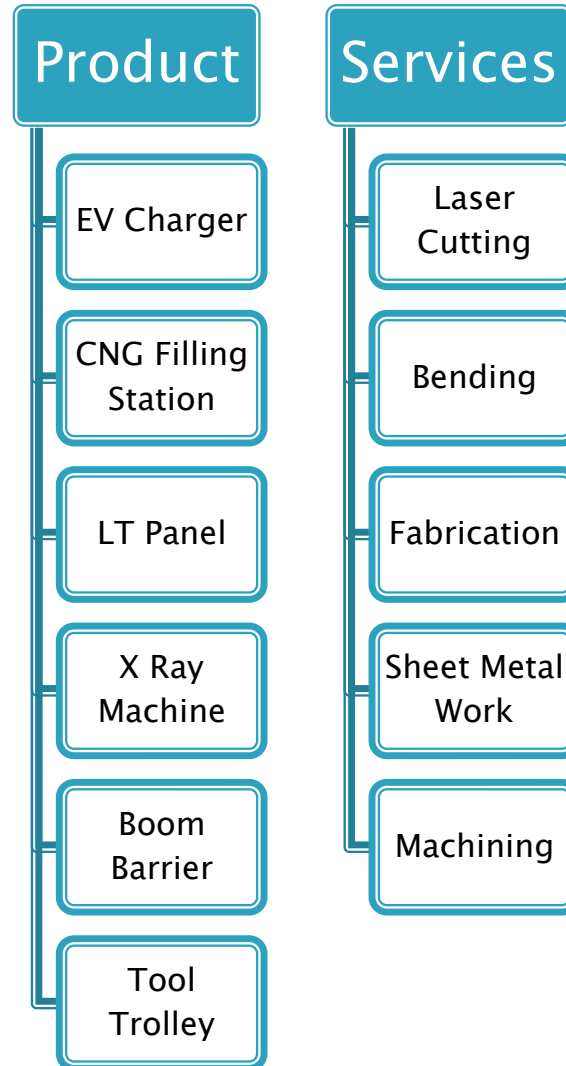 Product
EV Charger
CNG Filling
Station
LT Panel
X Ray
Machine
Boom
Barrier
Tool
Trolley
Services
Laser
Cutting
Bending
Fabrication
Sheet Metal
Work
Machining